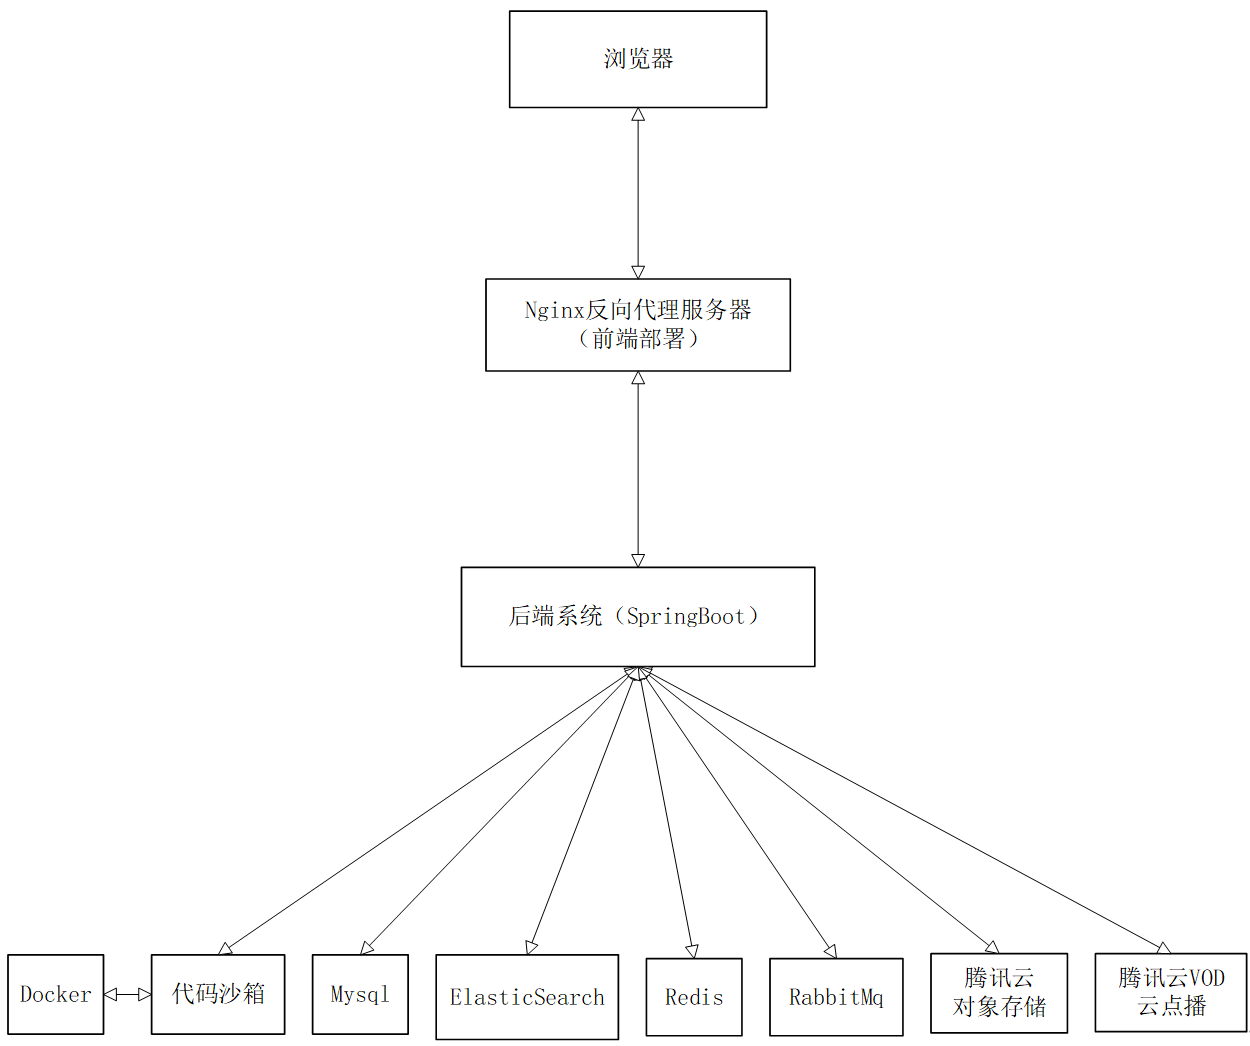 浏览器
Nginx反向代理服务器
（前端部署）
后端系统（SpringBoot）
Docker
代码沙箱
Mysql
ElasticSearch
Redis
RabbitMq
腾讯云
对象存储
腾讯云VOD
云点播